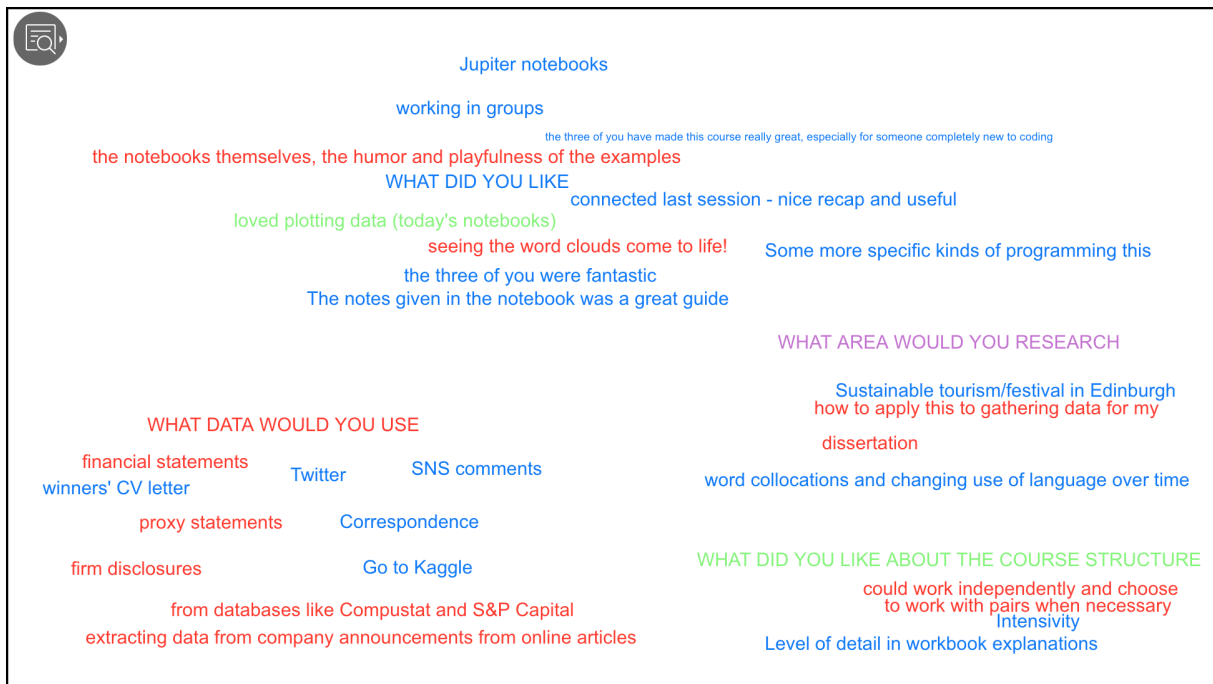 Jupiter notebooks
working in groups
the three of you have made this course really great, especially for someone completely new to coding
the notebooks themselves, the humor and playfulness of the examples
WHAT DID YOU LIKE
connected last session - nice recap and useful
loved plotting data (today's notebooks)
seeing the word clouds come to life!
Some more specific kinds of programming this
the three of you were fantastic
The notes given in the notebook was a great guide
WHAT AREA WOULD YOU RESEARCH
Sustainable tourism/festival in Edinburgh
how to apply this to gathering data for my
dissertation
word collocations and changing use of language over time
WHAT DATA WOULD YOU USE
financial statements
Twitter
SNS comments
winners' CV letter
proxy statements
Correspondence
firm disclosures
Go to Kaggle
from databases like Compustat and S&P Capital
extracting data from company announcements from online articles
WHAT DID YOU LIKE ABOUT THE COURSE STRUCTURE
could work independently and choose
to work with pairs when necessary
Intensivity
Level of detail in workbook explanations